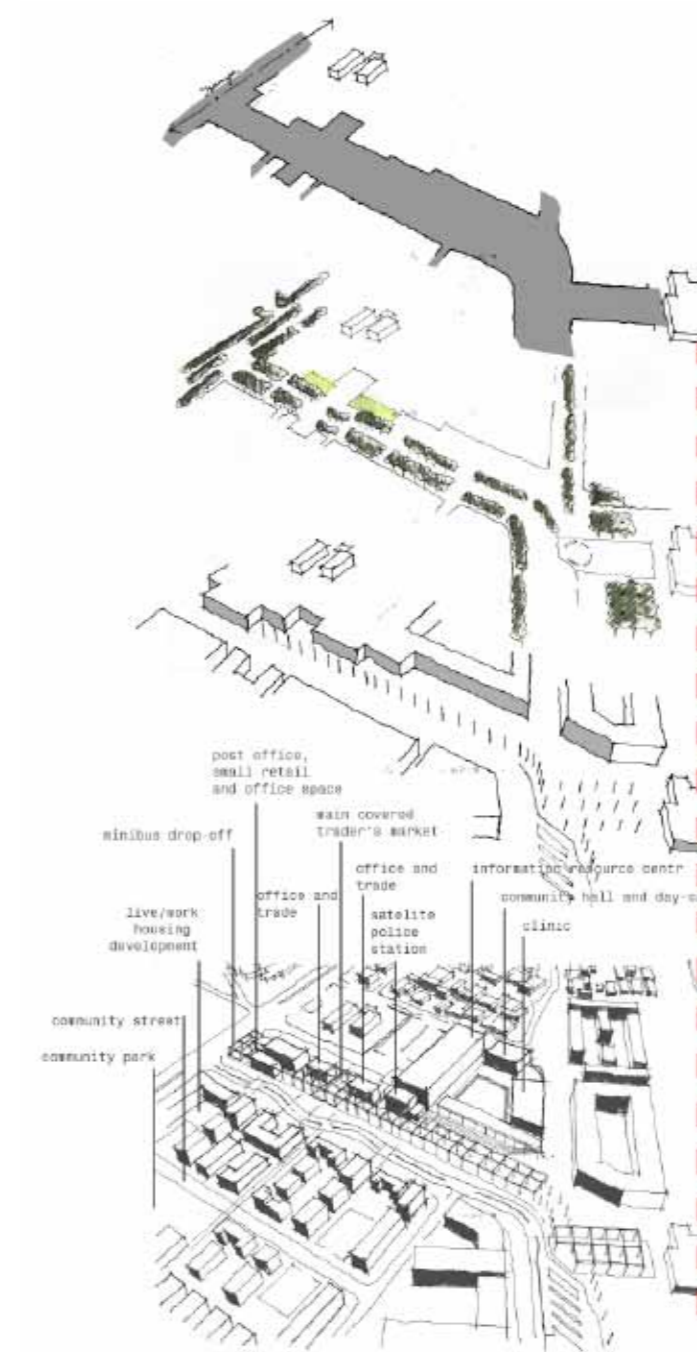 post office,
small retail
and office space
main covered
trader's market
minibus drop-off
office and
trade
information resource centr
office and
trade
community hall and day-c
live/work
housing
development
satelite
police
station
clinic
community street
community park